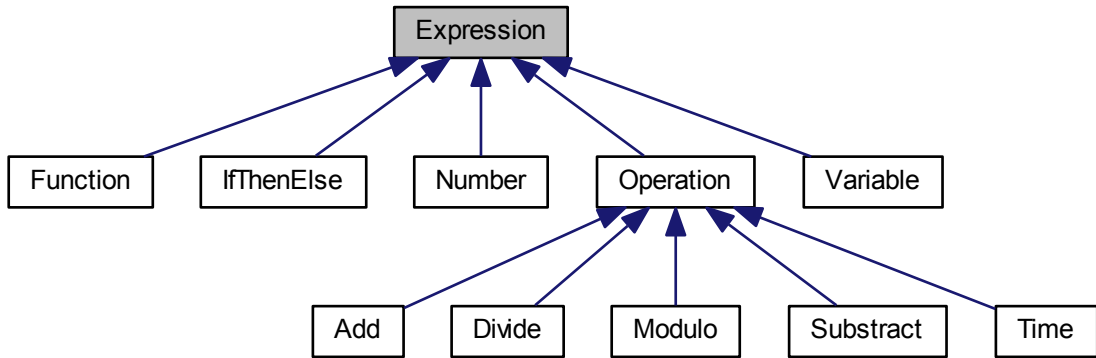 Expression
Function IfThenElse Number Operation Variable
Add Divide Modulo Substract Time